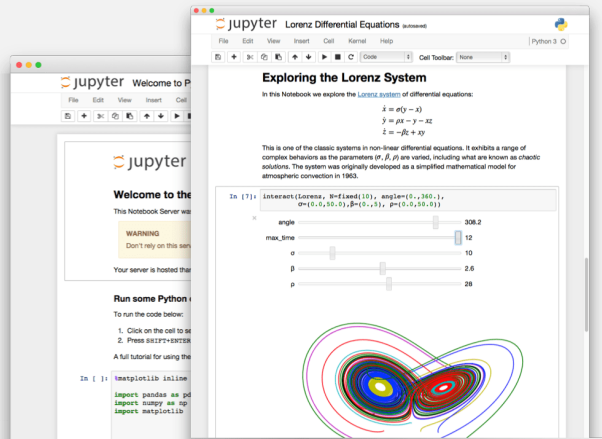 jupyter Lorenz Differential Equations (autosaved)
File Edit View Insert Cell Kernel Help
Python 3
Code Cell Toolbar: None
Exploring the Lorenz System
In this Notebook we explore the Lorenz system of differential equations:
ẋ = σ(y − x)
ẏ = ρx − y − xz
ż = −βz + xy
This is one of the classic systems in non-linear differential equations. It exhibits a range of
complex behaviors as the parameters (σ, β, ρ) are varied, including what are known as chaotic
solutions. The system was originally developed as a simplified mathematical model for
atmospheric convection in 1963.
In [7]: interact(Lorenz, N=fixed(10), angle=(0.,360.),
σ=(0.0,50.0),β=(0.,5), ρ=(0.0,50.0))
angle 308.2
max_time 12
σ 10
β 2.6
ρ 28
jupyter Welcome to P
File Edit View Insert Cell
jupyter
Welcome to the
This Notebook Server was
WARNING
Don't rely on this serv
Your server is hosted than
Run some Python c
To run the code below:
1. Click on the cell to se
2. Press SHIFT+ENTER
A full tutorial for using the
In [ ]: %matplotlib inline
import pandas as pd
import numpy as np
import matplotlib